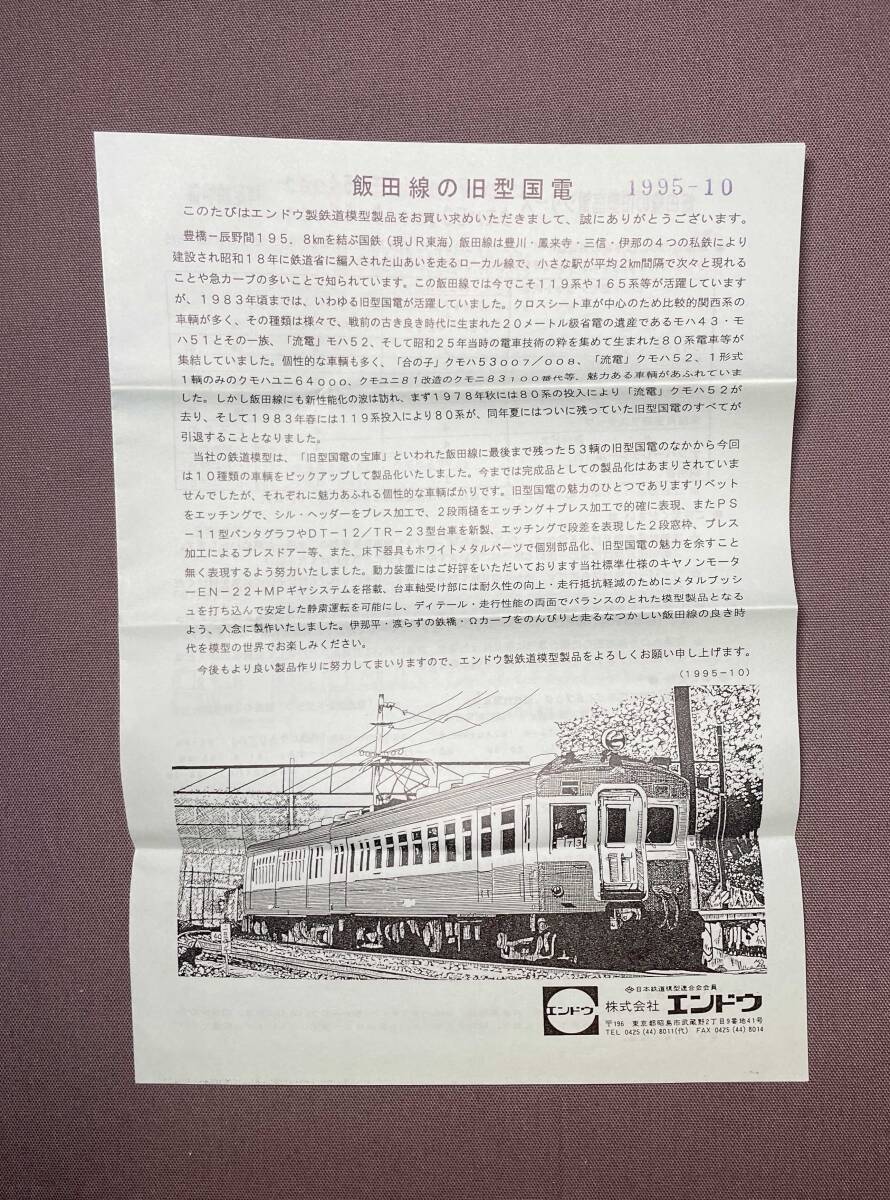 飯田線の旧型国電 1995-10
このたびはエンドウ製鉄道模型製品をお買い求めいただきまして、誠にありがとうございます。
豊橋－辰野間195．8kmを結ぶ国鉄（現JR東海）飯田線は豊川・鳳来寺・三信・伊那の4つの私鉄により
建設され昭和18年に鉄道省に編入された山あいを走るローカル線で、小さな駅が平均2km間隔で次々と現れる
ことや急カーブの多いことで知られています。この飯田線では今でこそ119系や165系等が活躍しています
が、1983年頃までは、いわゆる旧型国電が活躍していました。クロスシート車が中心のため比較的関西系の
車輌が多く、その種類は様々で、戦前の古き良き時代に生まれた20メートル級省電の遺産であるモハ43・モ
ハ51とその一族、「流電」モハ52、そして昭和25年当時の電車技術の粋を集めて生まれた80系電車等が
集結していました。個性的な車輌も多く、「合の子」クモハ53007／008、「流電」クモハ52、1形式
1輌のみのクモハユニ64000、クモユニ81改造のクモニ83100番代等、魅力ある車輌があふれていま
した。しかし飯田線にも新性能化の波は訪れ、まず1978年秋には80系の投入により「流電」クモハ52が
去り、そして1983年春には119系投入により80系が、同年夏にはついに残っていた旧型国電のすべてが
引退することとなりました。
当社の鉄道模型は、「旧型国電の宝庫」といわれた飯田線に最後まで残った53輌の旧型国電のなかから今回
は10種類の車輌をピックアップして製品化いたしました。今までは完成品としての製品化はあまりされていま
せんでしたが、それぞれに魅力あふれる個性的な車輌ばかりです。旧型国電の魅力のひとつでありますリベット
をエッチングで、シル・ヘッダーをプレス加工で、2段雨樋をエッチング+プレス加工で的確に表現、またPS
－11型パンタグラフやDT－12／TR－23型台車を新製、エッチングで段差を表現した2段窓枠、プレス
加工によるプレスドアー等、また、床下器具もホワイトメタルパーツで個別部品化、旧型国電の魅力を余すこと
無く表現するよう努力いたしました。動力装置にはご好評をいただいております当社標準仕様のキヤノンモータ
ーEN－22+MPギヤシステムを搭載、台車軸受け部には耐久性の向上・走行抵抗軽減のためにメタルブッシ
ュを打ち込んで安定した静粛運転を可能にし、ディテール・走行性能の両面でバランスのとれた模型製品となる
よう、入念に製作いたしました。伊那平・渡らずの鉄橋・Ωカーブをのんびりと走るなつかしい飯田線の良き時
代を模型の世界でお楽しみください。
今後もより良い製品作りに努力してまいりますので、エンドウ製鉄道模型製品をよろしくお願い申し上げます。
（1995－10）
73
40
日本鉄道模型連合会会員
エンドウ 株式会社 エンドウ
〒196 東京都昭島市武蔵野2丁目9番地41号
TEL 0425(44)8011(代) FAX 0425(44)8014